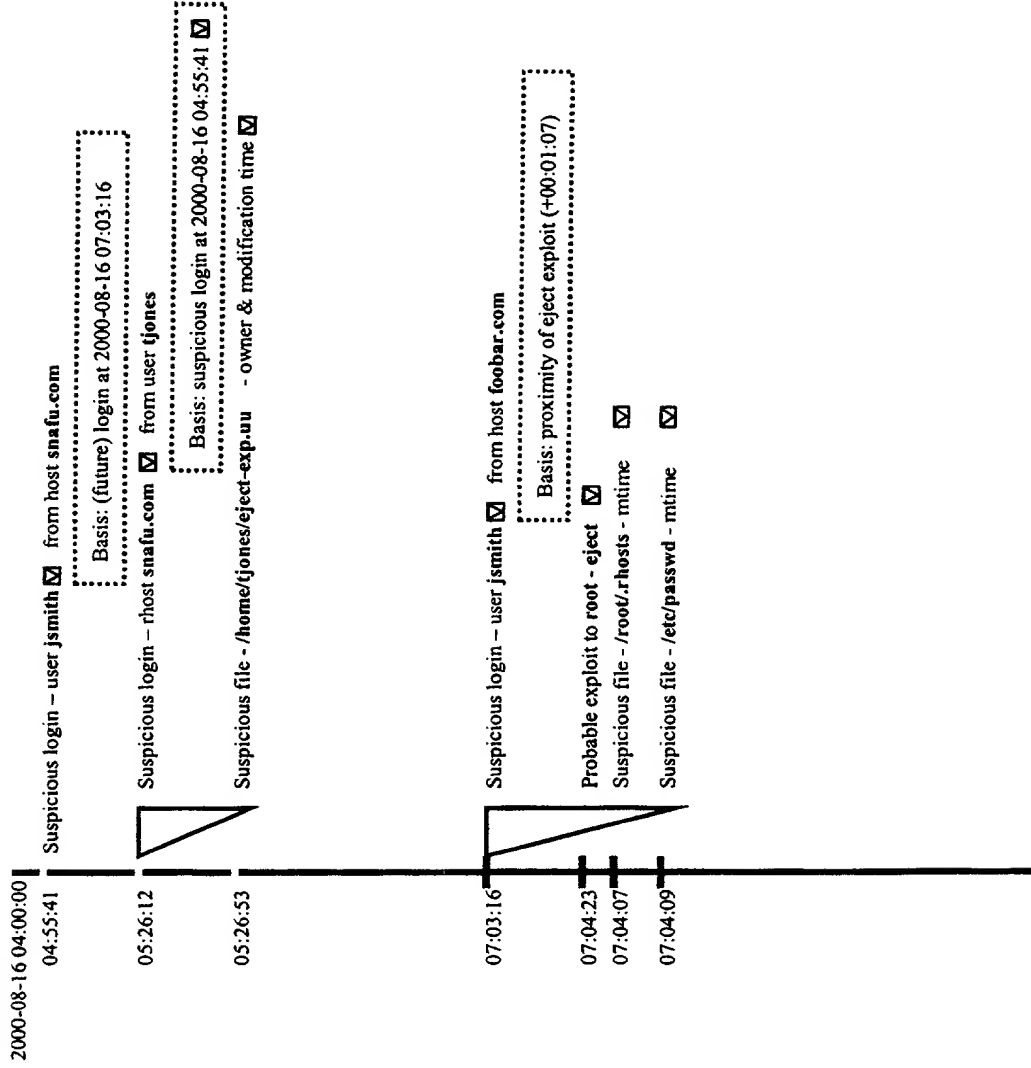 2000-08-16 04:00:00
04:55:41 Suspicious login – user jsmith ☑ from host snafu.com
Basis: (future) login at 2000-08-16 07:03:16
05:26:12 Suspicious login – rhost snafu.com ☑ from user tjones
Basis: suspicious login at 2000-08-16 04:55:41 ☑
05:26:53 Suspicious file - /home/tjones/eject-exp.uu - owner & modification time ☑
07:03:16 Suspicious login – user jsmith ☑ from host foobar.com
Basis: proximity of eject exploit (+00:01:07)
07:04:23 Probable exploit to root - eject ☑
07:04:07 Suspicious file - /root/.rhosts - mtime ☑
07:04:09 Suspicious file - /etc/passwd - mtime ☑